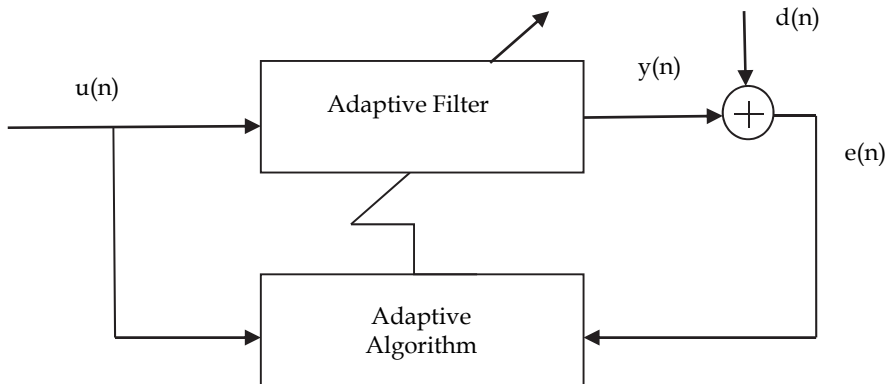 d(n)
y(n)
u(n)
Adaptive Filter
e(n)
Adaptive
Algorithm